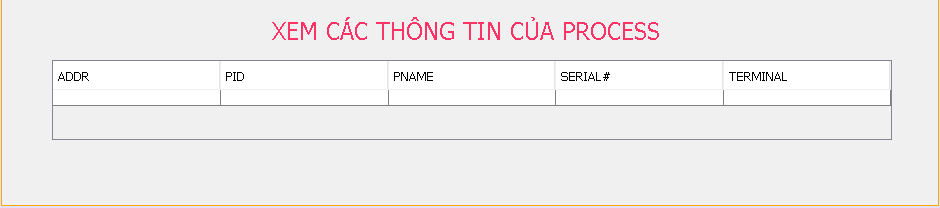 XEM CÁC THÔNG TIN CỦA PROCESS
ADDR PID PNAME SERIAL# TERMINAL